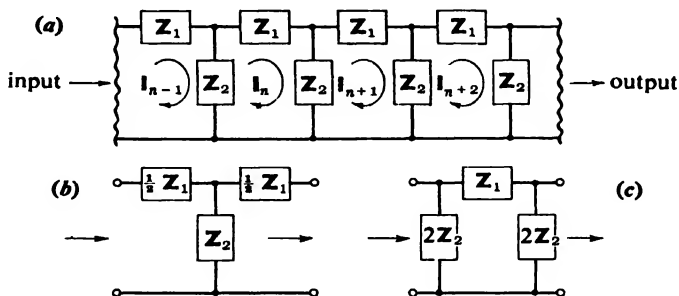 (a)
Z₁ Z₁ Z₁ Z₁
input Iₙ₋₁ Z₂ Iₙ Z₂ Iₙ₊₁ Z₂ Iₙ₊₂ Z₂ output
(b) ½ Z₁ ½ Z₁ Z₁ (c)
Z₂ 2Z₂ 2Z₂